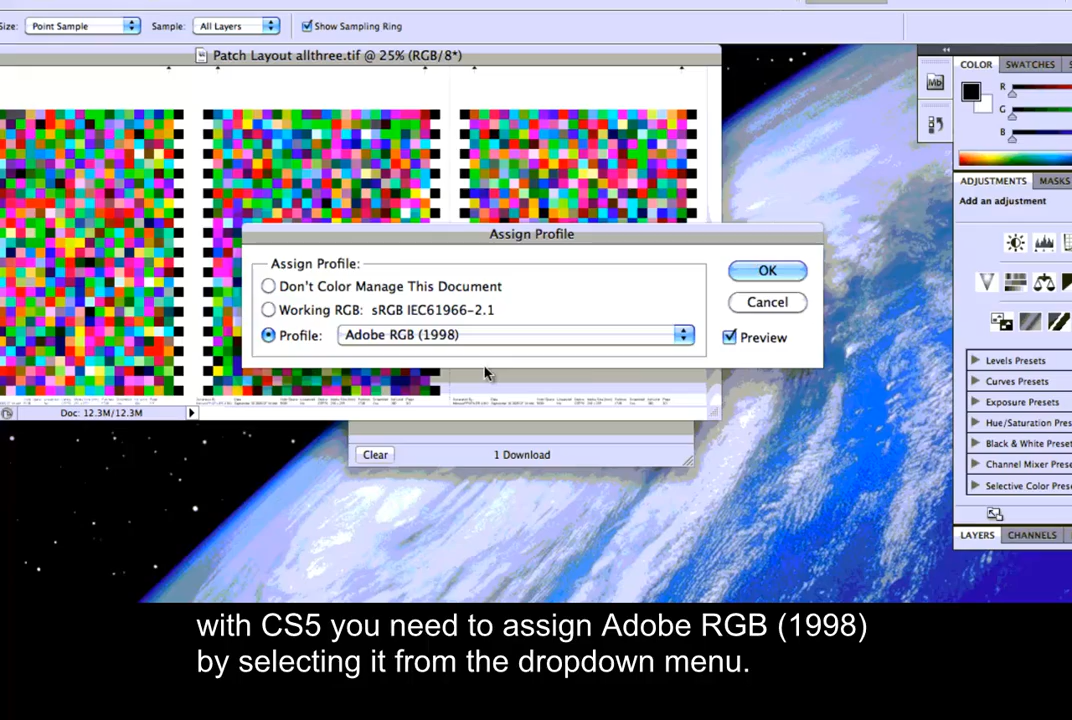 Size: Point Sample Sample: All Layers Show Sampling Ring
Patch Layout allthree.tif @ 25% (RGB/8*)
COLOR SWATCHES
R
G
B
ADJUSTMENTS MASKS
Add an adjustment
Assign Profile
Assign Profile:
Don't Color Manage This Document
Working RGB: sRGB IEC61966-2.1
Profile: Adobe RGB (1998)
OK
Cancel
Preview
Levels Presets
Curves Presets
Exposure Presets
Hue/Saturation Pres
Black & White Preset
Channel Mixer Prese
Selective Color Prese
Doc: 12.3M/12.3M
Clear 1 Download
LAYERS CHANNELS
Mb
with CS5 you need to assign Adobe RGB (1998)
by selecting it from the dropdown menu.